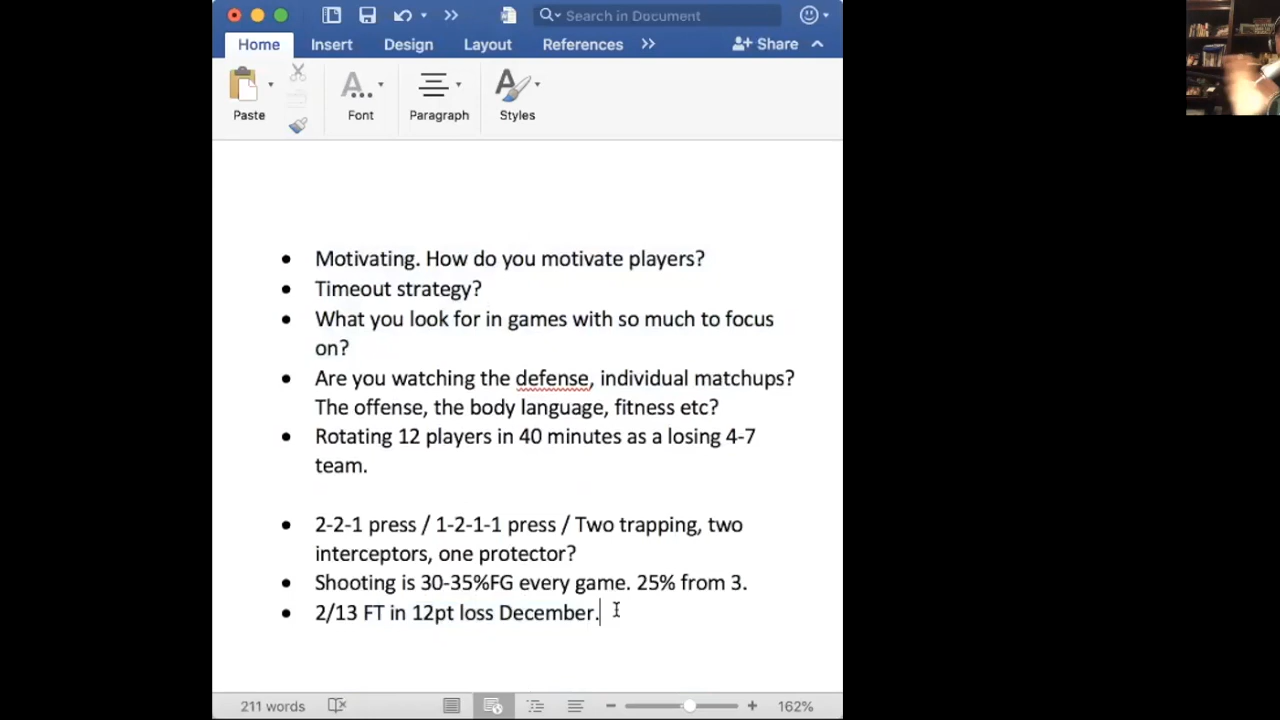 Search in Document
Home Insert Design Layout References >> Share
Paste Font Paragraph Styles
A...
• Motivating. How do you motivate players?
• Timeout strategy?
• What you look for in games with so much to focus
on?
• Are you watching the defense, individual matchups?
The offense, the body language, fitness etc?
• Rotating 12 players in 40 minutes as a losing 4-7
team.
• 2-2-1 press / 1-2-1-1 press / Two trapping, two
interceptors, one protector?
• Shooting is 30-35%FG every game. 25% from 3.
• 2/13 FT in 12pt loss December.
211 words 162%